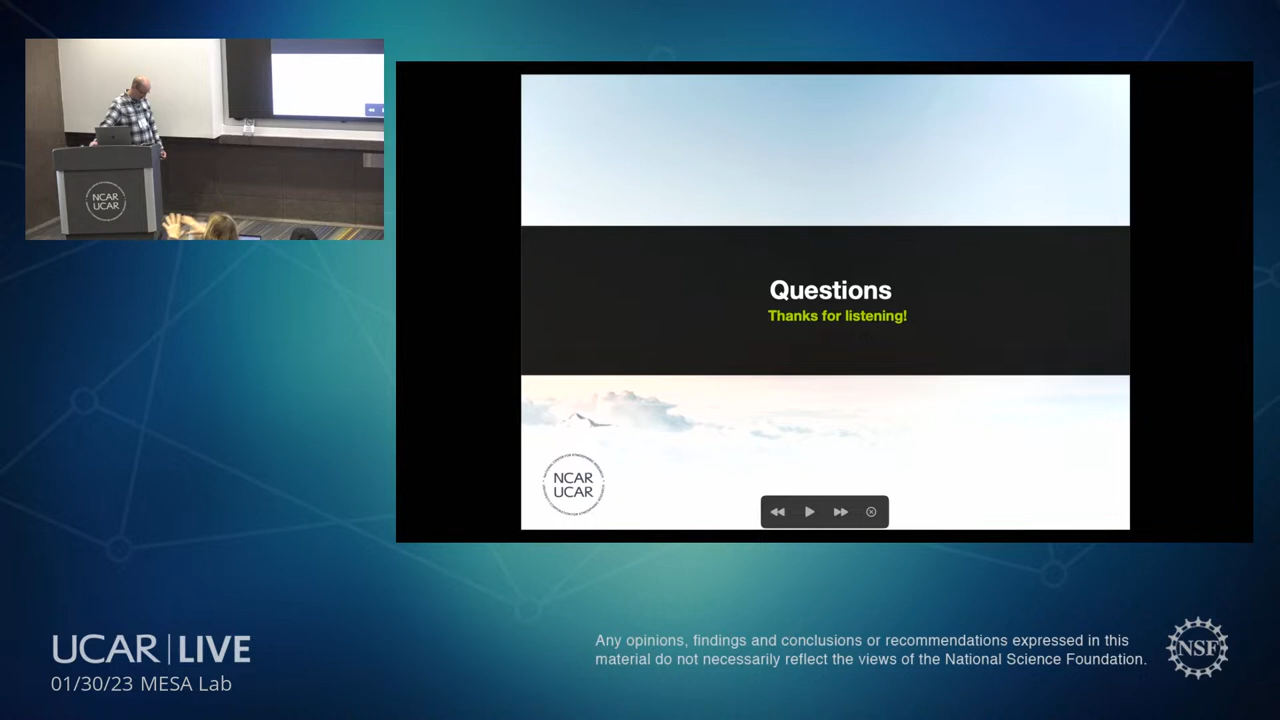 NCAR
UCAR
Questions
Thanks for listening!
NCAR
UCAR
UCAR | LIVE
01/30/23 MESA Lab
Any opinions, findings and conclusions or recommendations expressed in this
material do not necessarily reflect the views of the National Science Foundation.
NSF